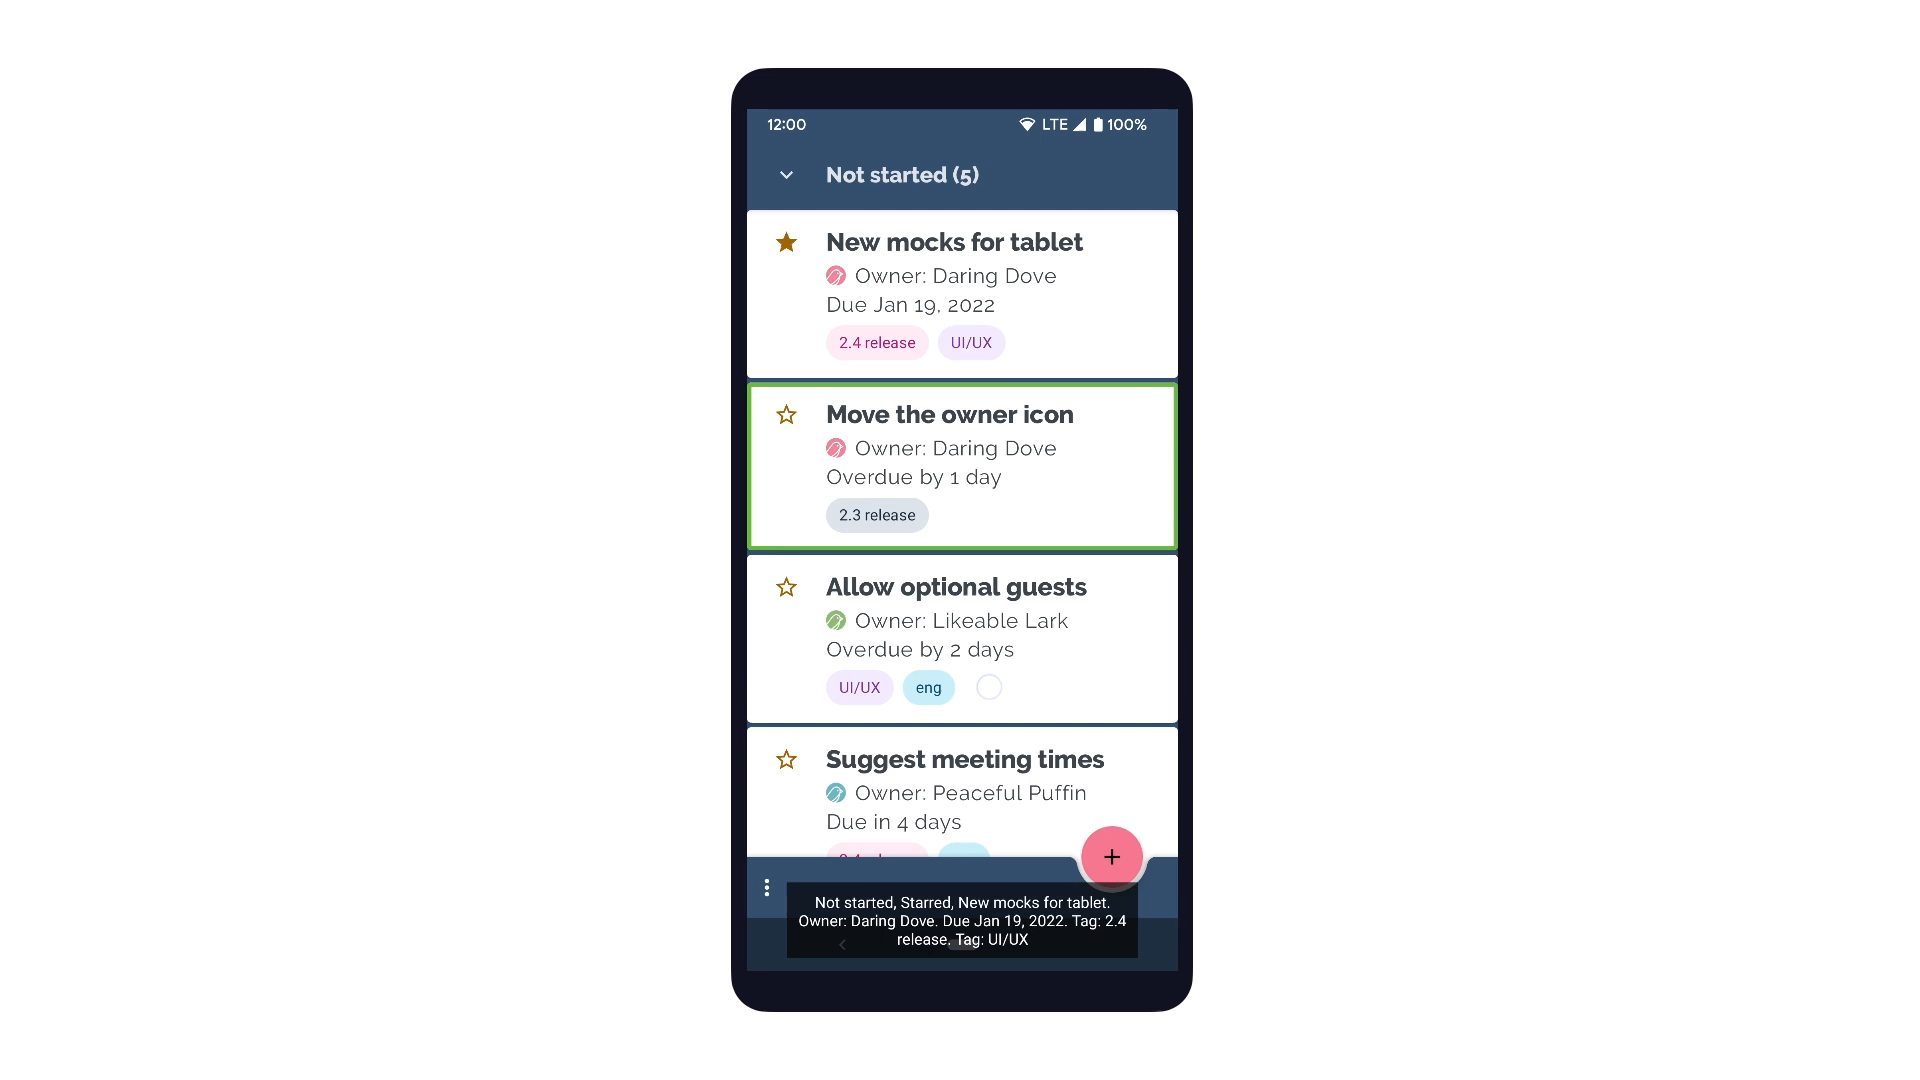 12:00 LTE 100%
Not started (5)
New mocks for tablet
Owner: Daring Dove
Due Jan 19, 2022
2.4 release UI/UX
Move the owner icon
Owner: Daring Dove
Overdue by 1 day
2.3 release
Allow optional guests
Owner: Likeable Lark
Overdue by 2 days
UI/UX eng
Suggest meeting times
Owner: Peaceful Puffin
Due in 4 days
Not started, Starred, New mocks for tablet.
Owner: Daring Dove. Due Jan 19, 2022. Tag: 2.4
release. Tag: UI/UX